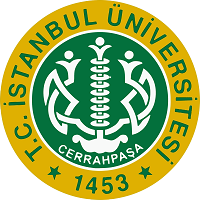 T.C. İSTANBUL ÜNİVERSİTESİ
CERRAHPAŞA
★ 1453 ★